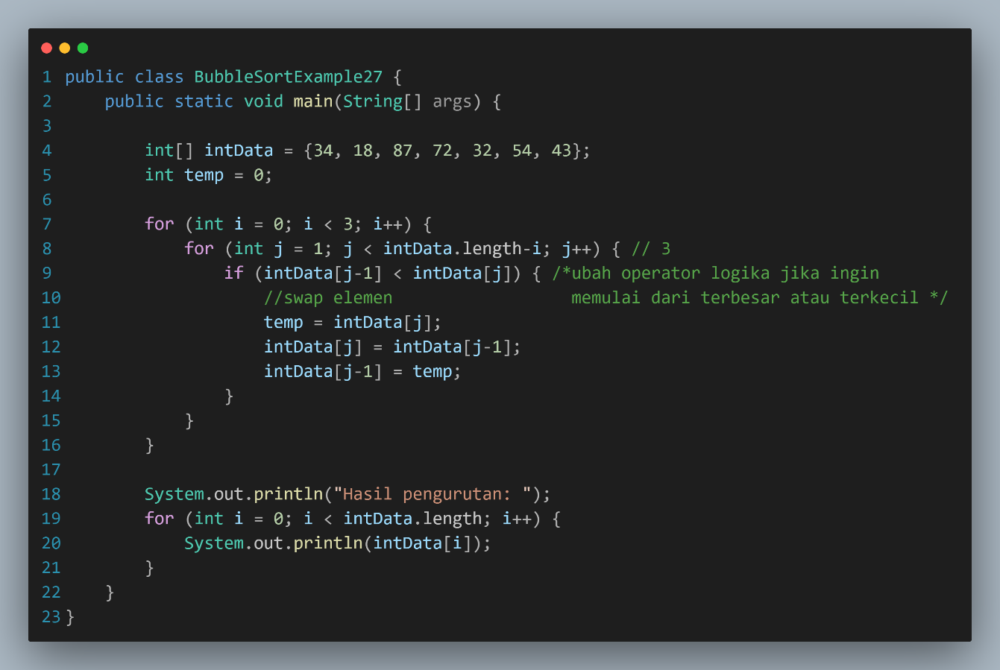 1 public class BubbleSortExample27 {
2     public static void main(String[] args) {
3
4         int[] intData = {34, 18, 87, 72, 32, 54, 43};
5         int temp = 0;
6
7         for (int i = 0; i < 3; i++) {
8             for (int j = 1; j < intData.length-i; j++) { // 3
9                 if (intData[j-1] < intData[j]) { /*ubah operator logika jika ingin
10                     //swap elemen                  memulai dari terbesar atau terkecil */
11                     temp = intData[j];
12                     intData[j] = intData[j-1];
13                     intData[j-1] = temp;
14                 }
15             }
16         }
17
18         System.out.println("Hasil pengurutan: ");
19         for (int i = 0; i < intData.length; i++) {
20             System.out.println(intData[i]);
21         }
22     }
23 }